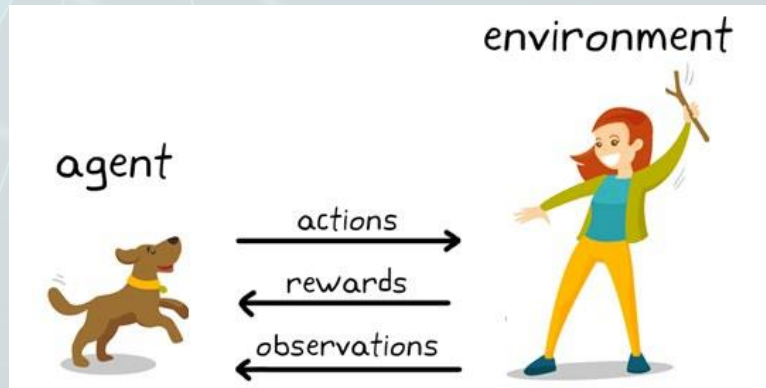 environment
agent
actions
rewards
observations